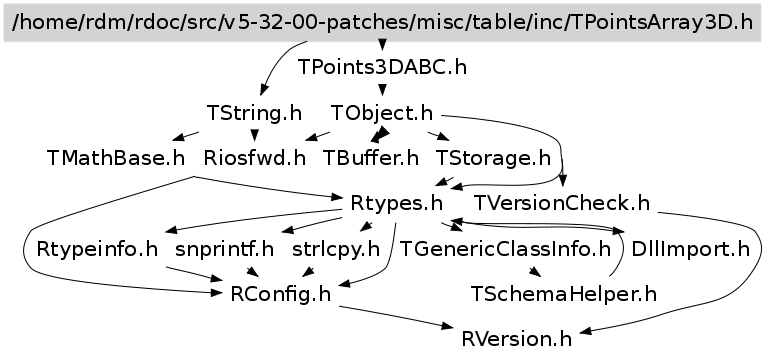 /home/rdm/rdoc/src/v5-32-00-patches/misc/table/inc/TPointsArray3D.h
TPoints3DABC.h
TString.h TObject.h
TMathBase.h Riosfwd.h TBuffer.h TStorage.h
Rtypes.h TVersionCheck.h
Rtypeinfo.h snprintf.h strlcpy.h TGenericClassInfo.h DllImport.h
RConfig.h TSchemaHelper.h
RVersion.h